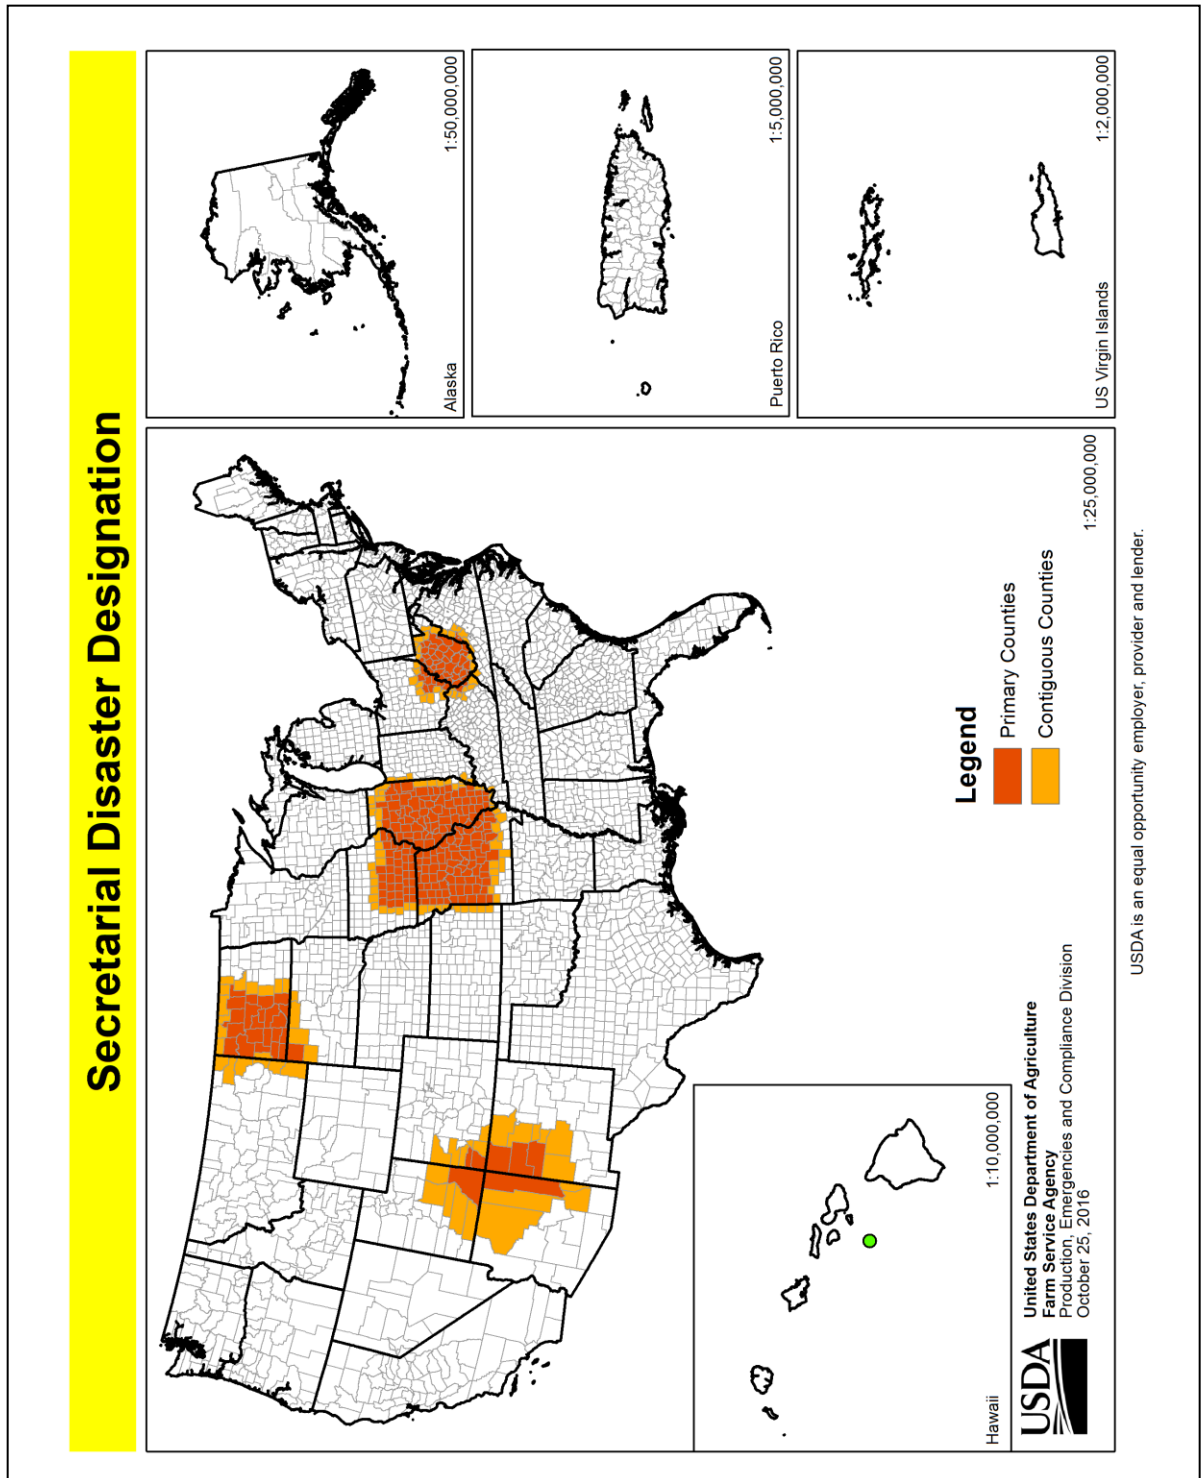 Secretarial Disaster Designation
Alaska
1:50,000,000
Puerto Rico
1:5,000,000
US Virgin Islands
1:2,000,000
1:25,000,000
Hawaii
1:10,000,000
Legend
Primary Counties
Contiguous Counties
USDA
United States Department of Agriculture
Farm Service Agency
Production, Emergencies and Compliance Division
October 25, 2016
USDA is an equal opportunity employer, provider and lender.